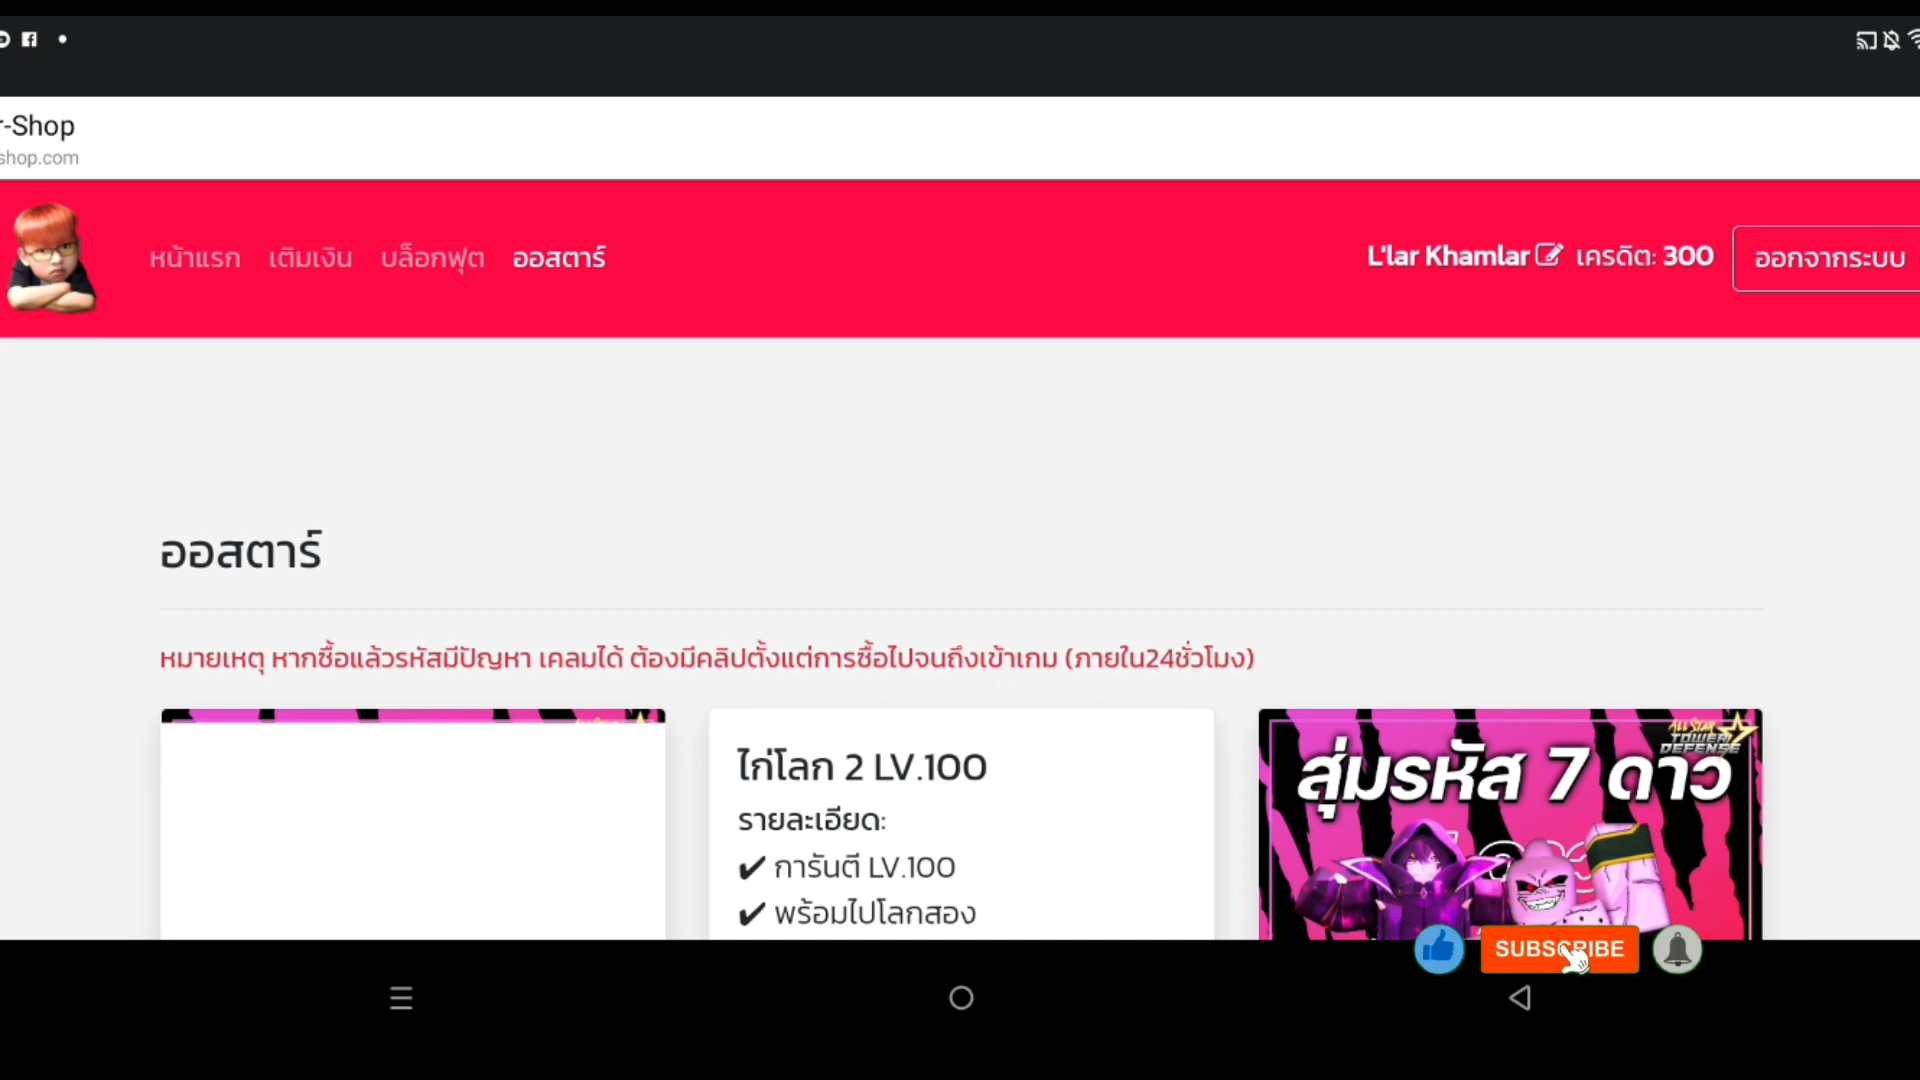 r-Shop
shop.com
หน้าแรก เติมเงิน บล็อกฟุต ออสตาร์
L'lar Khamlar เครดิต: 300 ออกจากระบบ
ออสตาร์
หมายเหตุ หากซื้อแล้วรหัสมีปัญหา เคลมได้ ต้องมีคลิปตั้งแต่การซื้อไปจนถึงเข้าเกม (ภายใน24ชั่วโมง)
ไก่โลก 2 LV.100
รายละเอียด:
✔ การันตี LV.100
✔ พร้อมไปโลกสอง
ALL STAR
TOWER
DEFENSE
สุ่มรหัส 7 ดาว
SUBSCRIBE